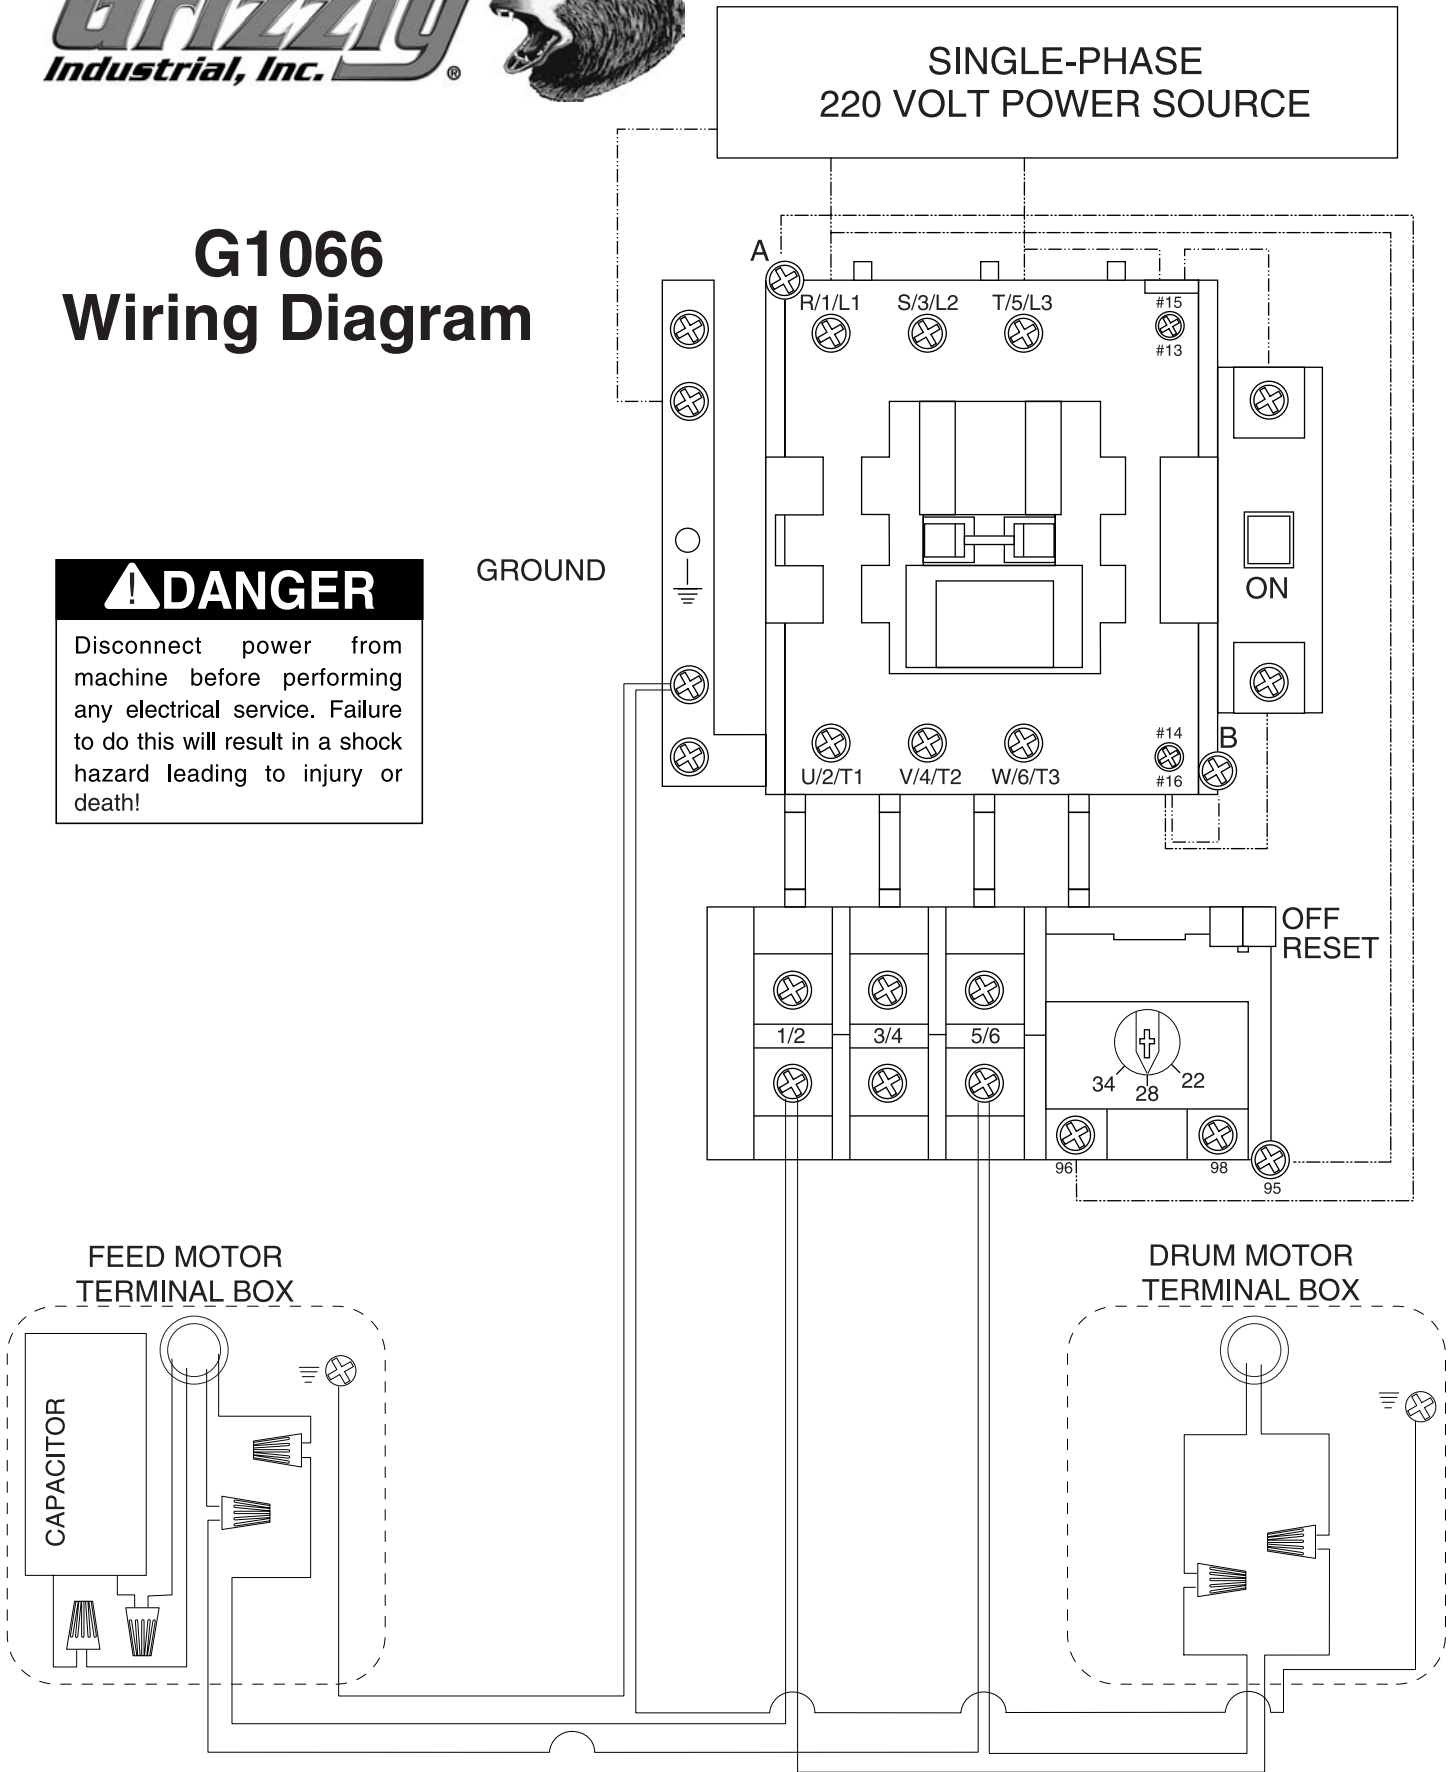 Grizzly
Industrial, Inc. ®
SINGLE-PHASE
220 VOLT POWER SOURCE
G1066
Wiring Diagram
A
R/1/L1 S/3/L2 T/5/L3
#15
#13
ON
GROUND
DANGER
Disconnect power from
machine before performing
any electrical service. Failure
to do this will result in a shock
hazard leading to injury or
death!
#14
#16
B
U/2/T1 V/4/T2 W/6/T3
OFF
RESET
1/2 3/4 5/6
34 28 22
96 98
95
FEED MOTOR
TERMINAL BOX
CAPACITOR
DRUM MOTOR
TERMINAL BOX